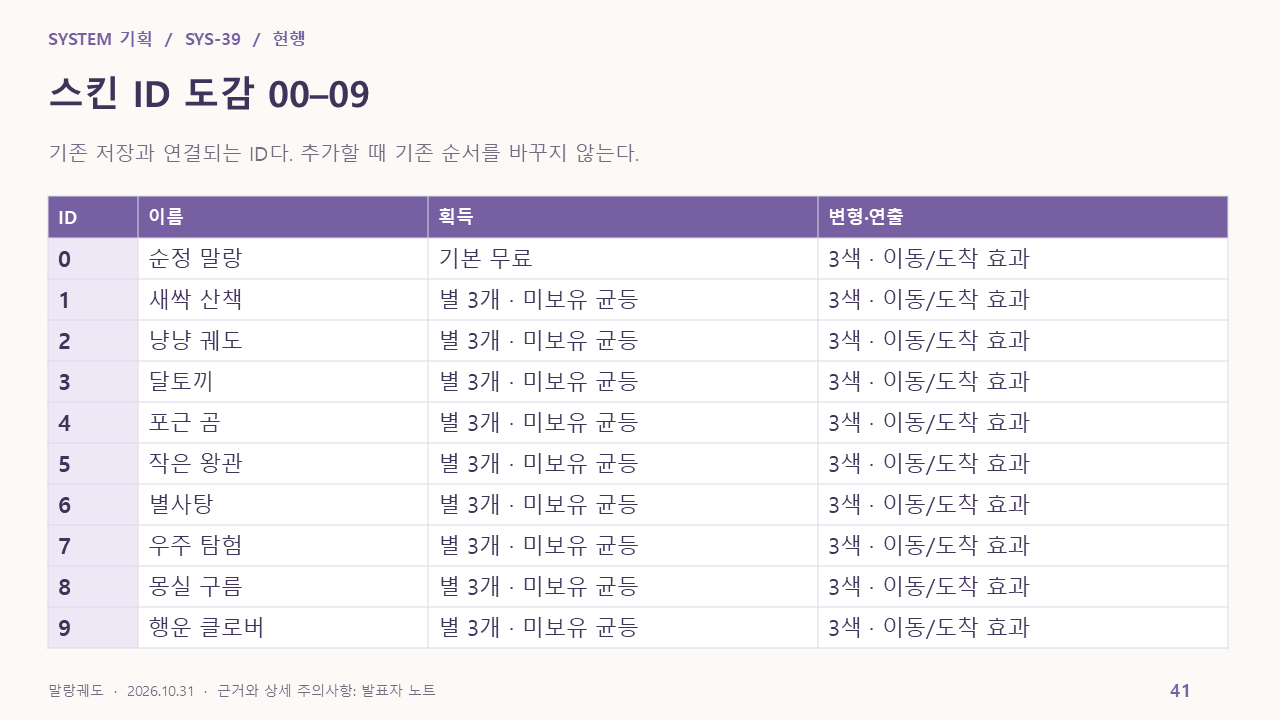 SYSTEM 기획 / SYS-39 / 현행
스킨 ID 도감 00–09
기존 저장과 연결되는 ID다. 추가할 때 기존 순서를 바꾸지 않는다.
ID 이름 획득 변형·연출
0 순정 말랑 기본 무료 3색 · 이동/도착 효과
1 새싹 산책 별 3개 · 미보유 균등 3색 · 이동/도착 효과
2 냥냥 궤도 별 3개 · 미보유 균등 3색 · 이동/도착 효과
3 달토끼 별 3개 · 미보유 균등 3색 · 이동/도착 효과
4 포근 곰 별 3개 · 미보유 균등 3색 · 이동/도착 효과
5 작은 왕관 별 3개 · 미보유 균등 3색 · 이동/도착 효과
6 별사탕 별 3개 · 미보유 균등 3색 · 이동/도착 효과
7 우주 탐험 별 3개 · 미보유 균등 3색 · 이동/도착 효과
8 몽실 구름 별 3개 · 미보유 균등 3색 · 이동/도착 효과
9 행운 클로버 별 3개 · 미보유 균등 3색 · 이동/도착 효과
말랑궤도 · 2026.10.31 · 근거와 상세 주의사항: 발표자 노트 41